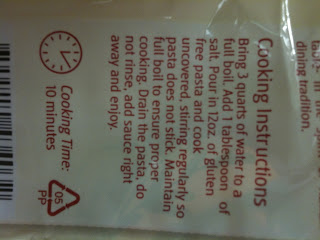 dining tradition.
Cooking Instructions
Bring 3 quarts of water to a
full boil. Add 1 tablespoon of
salt. Pour in 12oz. of gluten
free pasta and cook
uncovered, stirring regularly so
pasta does not stick. Maintain
full boil to ensure proper
cooking. Drain the pasta, do
not rinse, add sauce right
away and enjoy.
Cooking Time:
10 minutes
05
PP